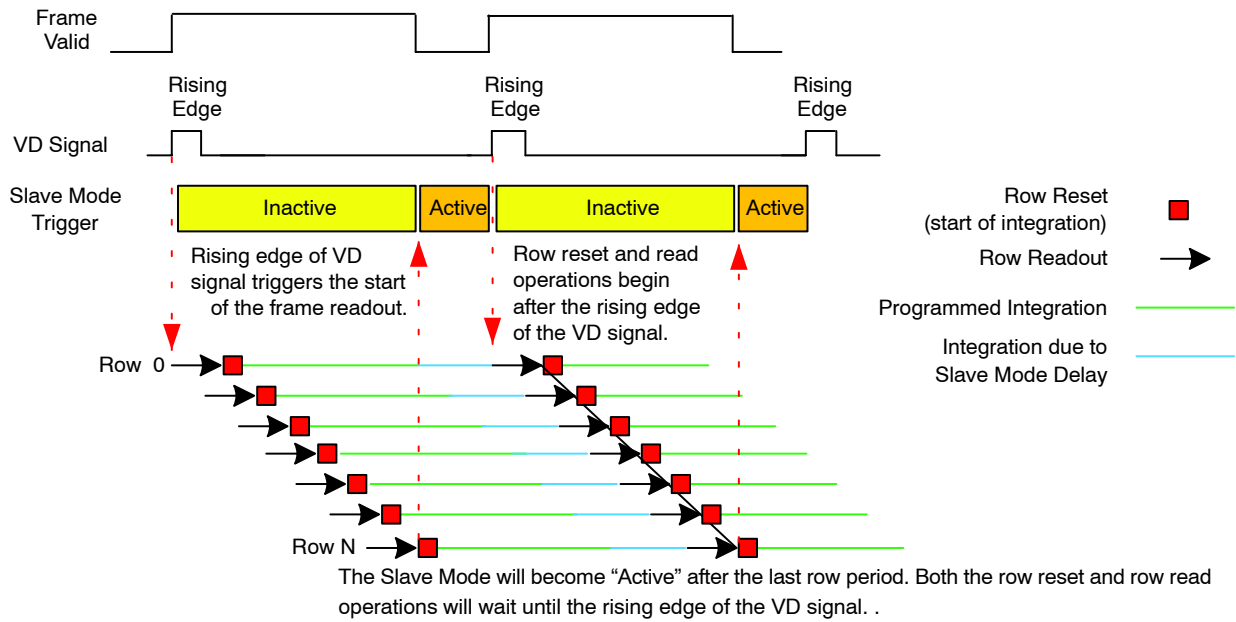 Frame
Valid
Rising
Edge
Rising
Edge
Rising
Edge
VD Signal
Slave Mode
Trigger
Inactive
Active
Inactive
Active
Row Reset
(start of integration)
Row Readout
Programmed Integration
Integration due to
Slave Mode Delay
Rising edge of VD
signal triggers the start
of the frame readout.
Row reset and read
operations begin
after the rising edge
of the VD signal.
Row 0
Row N
The Slave Mode will become “Active” after the last row period. Both the row reset and row read
operations will wait until the rising edge of the VD signal. .